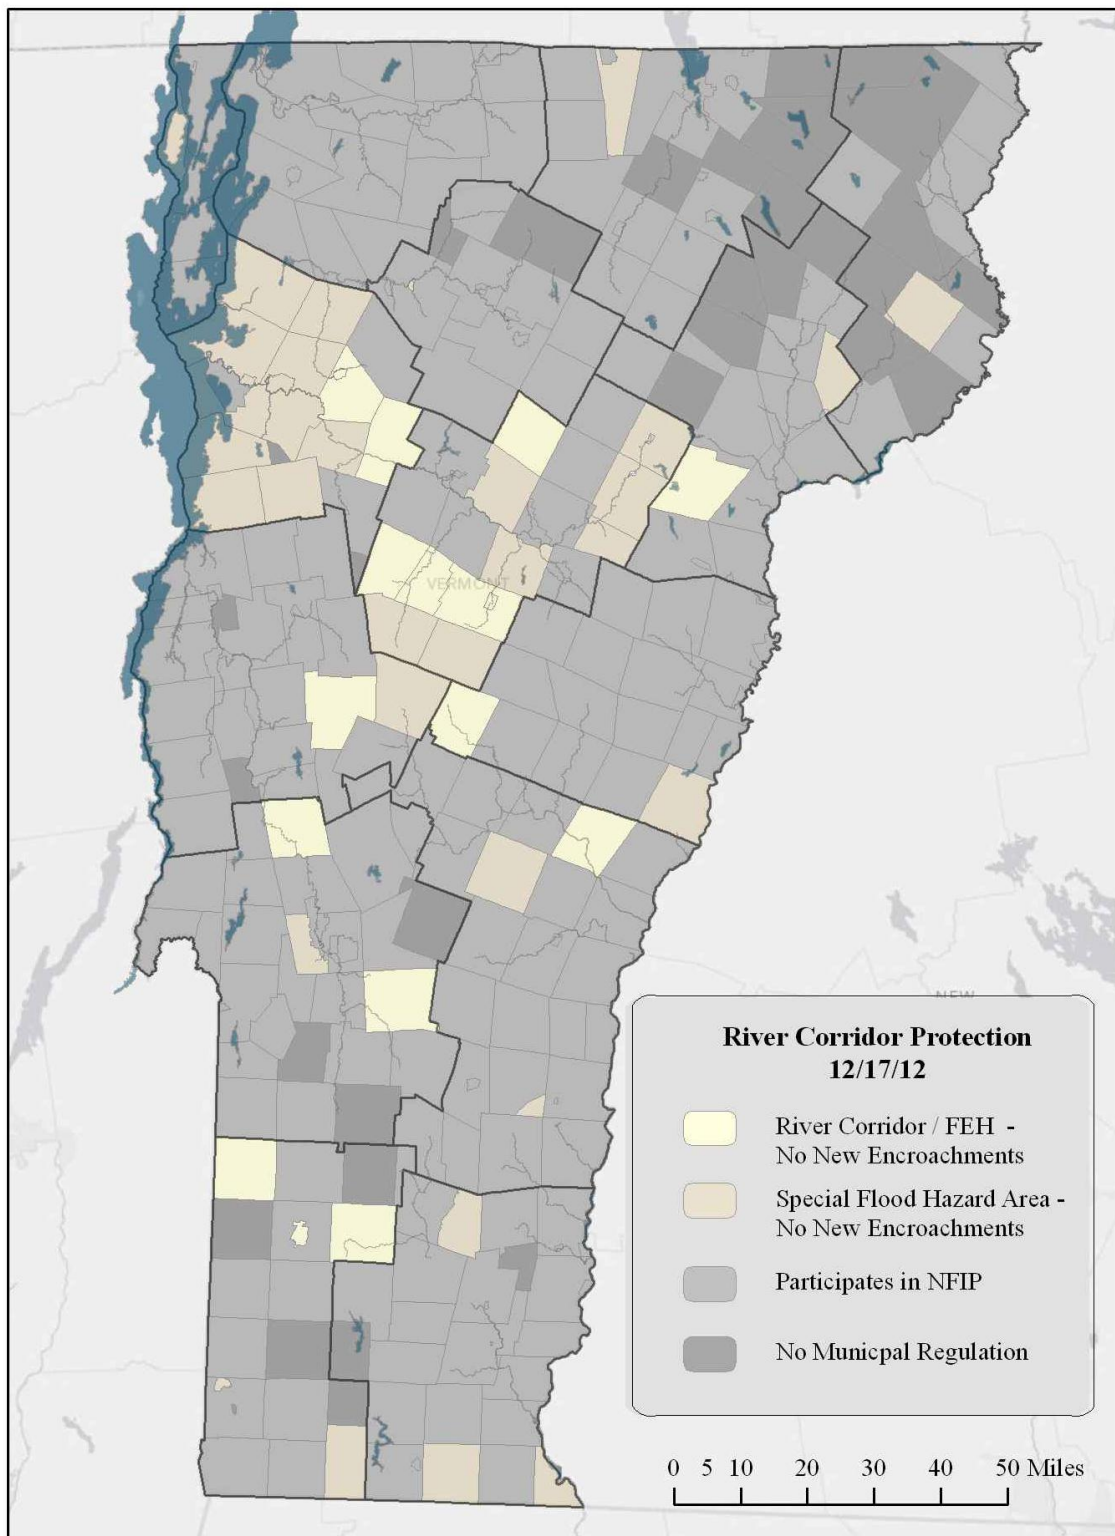 VERMONT
NEW
River Corridor Protection
12/17/12
River Corridor / FEH -
No New Encroachments
Special Flood Hazard Area -
No New Encroachments
Participates in NFIP
No Municpal Regulation
0 5 10 20 30 40 50 Miles